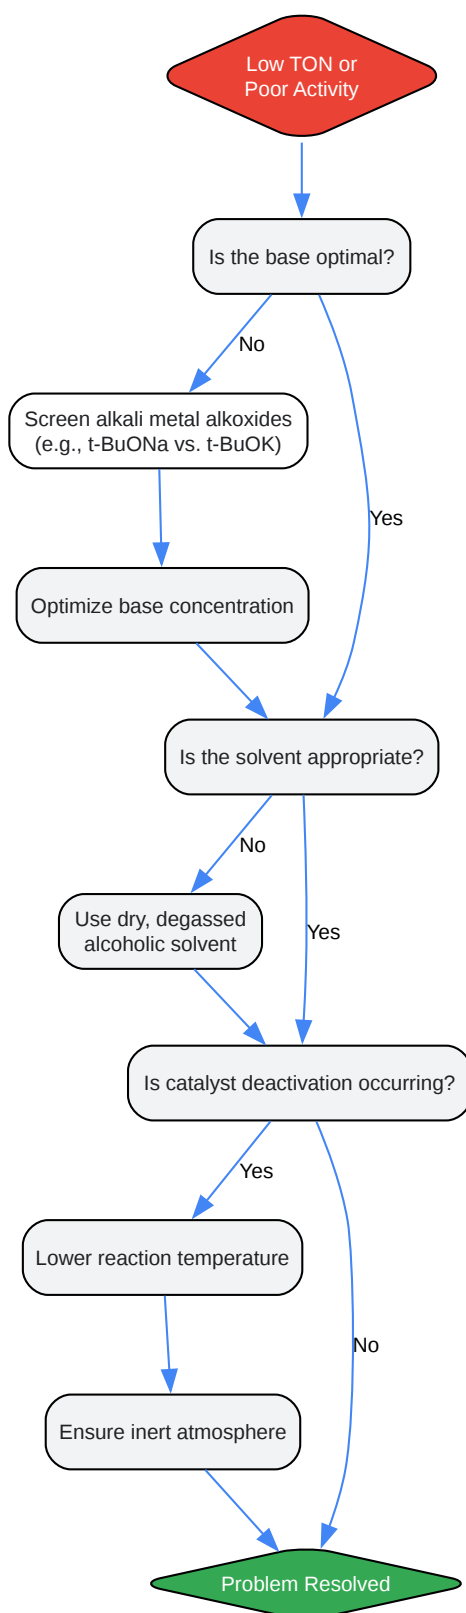 Low TON or
Poor Activity
Is the base optimal?
No
Screen alkali metal alkoxides
(e.g., t-BuONa vs. t-BuOK)
Yes
Optimize base concentration
Is the solvent appropriate?
No
Use dry, degassed
alcoholic solvent
Yes
Is catalyst deactivation occurring?
Yes
Lower reaction temperature
No
Ensure inert atmosphere
Problem Resolved